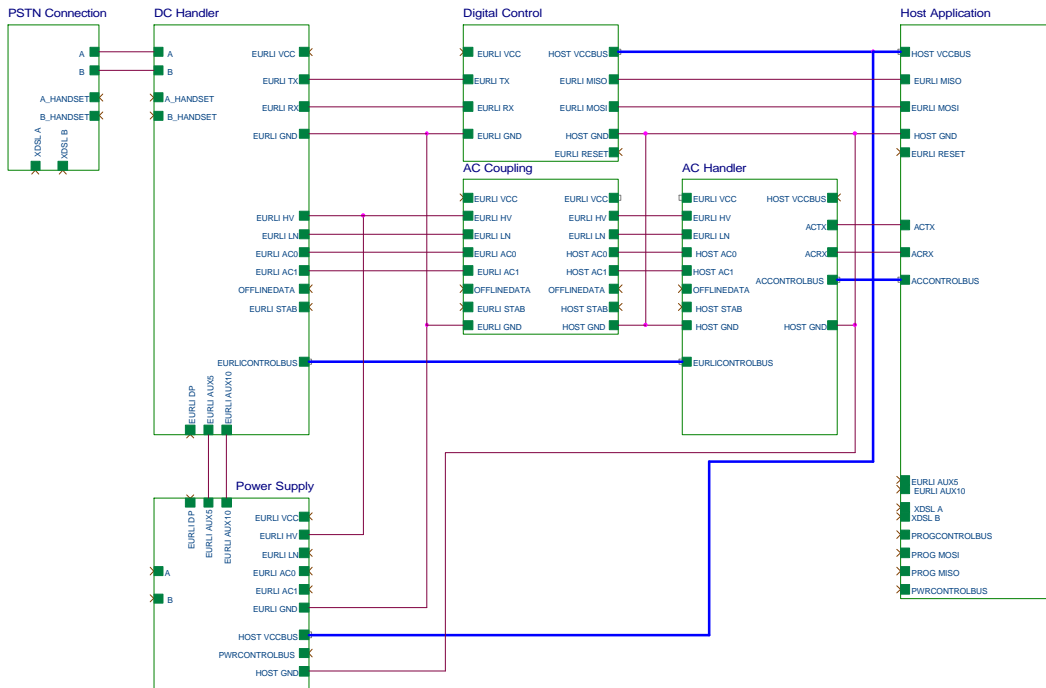 PSTN Connection
A
B
A_HANDSET
B_HANDSET
XDSL A
XDSL B
DC Handler
A
B
A_HANDSET
B_HANDSET
EURLI VCC
EURLI TX
EURLI RX
EURLI GND
EURLI HV
EURLI LN
EURLI AC0
EURLI AC1
OFFLINEDATA
EURLI STAB
EURLICONTROLBUS
EURLI DP
EURLI AUX5
EURLI AUX10
Digital Control
EURLI VCC
EURLI TX
EURLI RX
EURLI GND
HOST VCCBUS
EURLI MISO
EURLI MOSI
HOST GND
EURLI RESET
AC Coupling
EURLI VCC
EURLI HV
EURLI LN
EURLI AC0
EURLI AC1
OFFLINEDATA
EURLI STAB
EURLI GND
EURLI VCC
EURLI HV
EURLI LN
HOST AC0
HOST AC1
OFFLINEDATA
HOST STAB
HOST GND
AC Handler
EURLI VCC
EURLI HV
EURLI LN
HOST AC0
HOST AC1
OFFLINEDATA
HOST STAB
HOST GND
EURLICONTROLBUS
HOST VCCBUS
ACTX
ACRX
ACCONTROLBUS
HOST GND
Host Application
HOST VCCBUS
EURLI MISO
EURLI MOSI
HOST GND
EURLI RESET
ACTX
ACRX
ACCONTROLBUS
EURLI AUX5
EURLI AUX10
XDSL A
XDSL B
PROGCONTROLBUS
PROG MOSI
PROG MISO
PWRCONTROLBUS
Power Supply
EURLI DP
EURLI AUX5
EURLI AUX10
A
B
EURLI VCC
EURLI HV
EURLI LN
EURLI AC0
EURLI AC1
EURLI GND
HOST VCCBUS
PWRCONTROLBUS
HOST GND